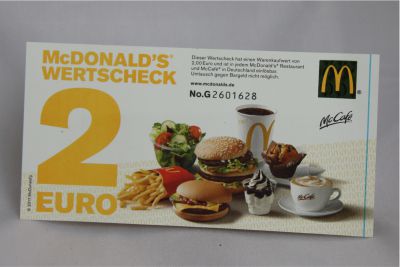 McDONALD'S®
WERTSCHECK
2
EURO
Dieser Wertscheck hat einen Warenkaufwert von
2,00 Euro und ist in jedem McDonald's® Restaurant
und McCafé® in Deutschland einlösbar.
Umtausch gegen Bargeld nicht möglich.
www.mcdonalds.de
No.G2601628
McCafé